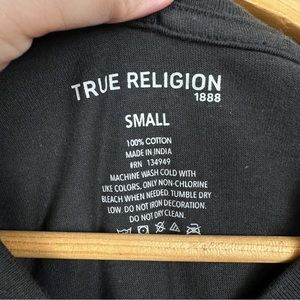 TRUE RELIGION
1888
SMALL
100% COTTON
MADE IN INDIA
#RN 134949
MACHINE WASH COLD WITH
LIKE COLORS. ONLY NON-CHLORINE
BLEACH WHEN NEEDED. TUMBLE DRY
LOW. DO NOT IRON DECORATION.
DO NOT DRY CLEAN.